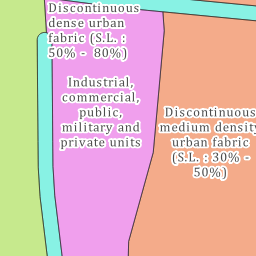 Discontinuous
dense urban
fabric (S.L. :
50% -  80%)
Industrial,
commercial,
public,
military and
private units
Discontinuous
medium density
urban fabric
(S.L. : 30% -
50%)